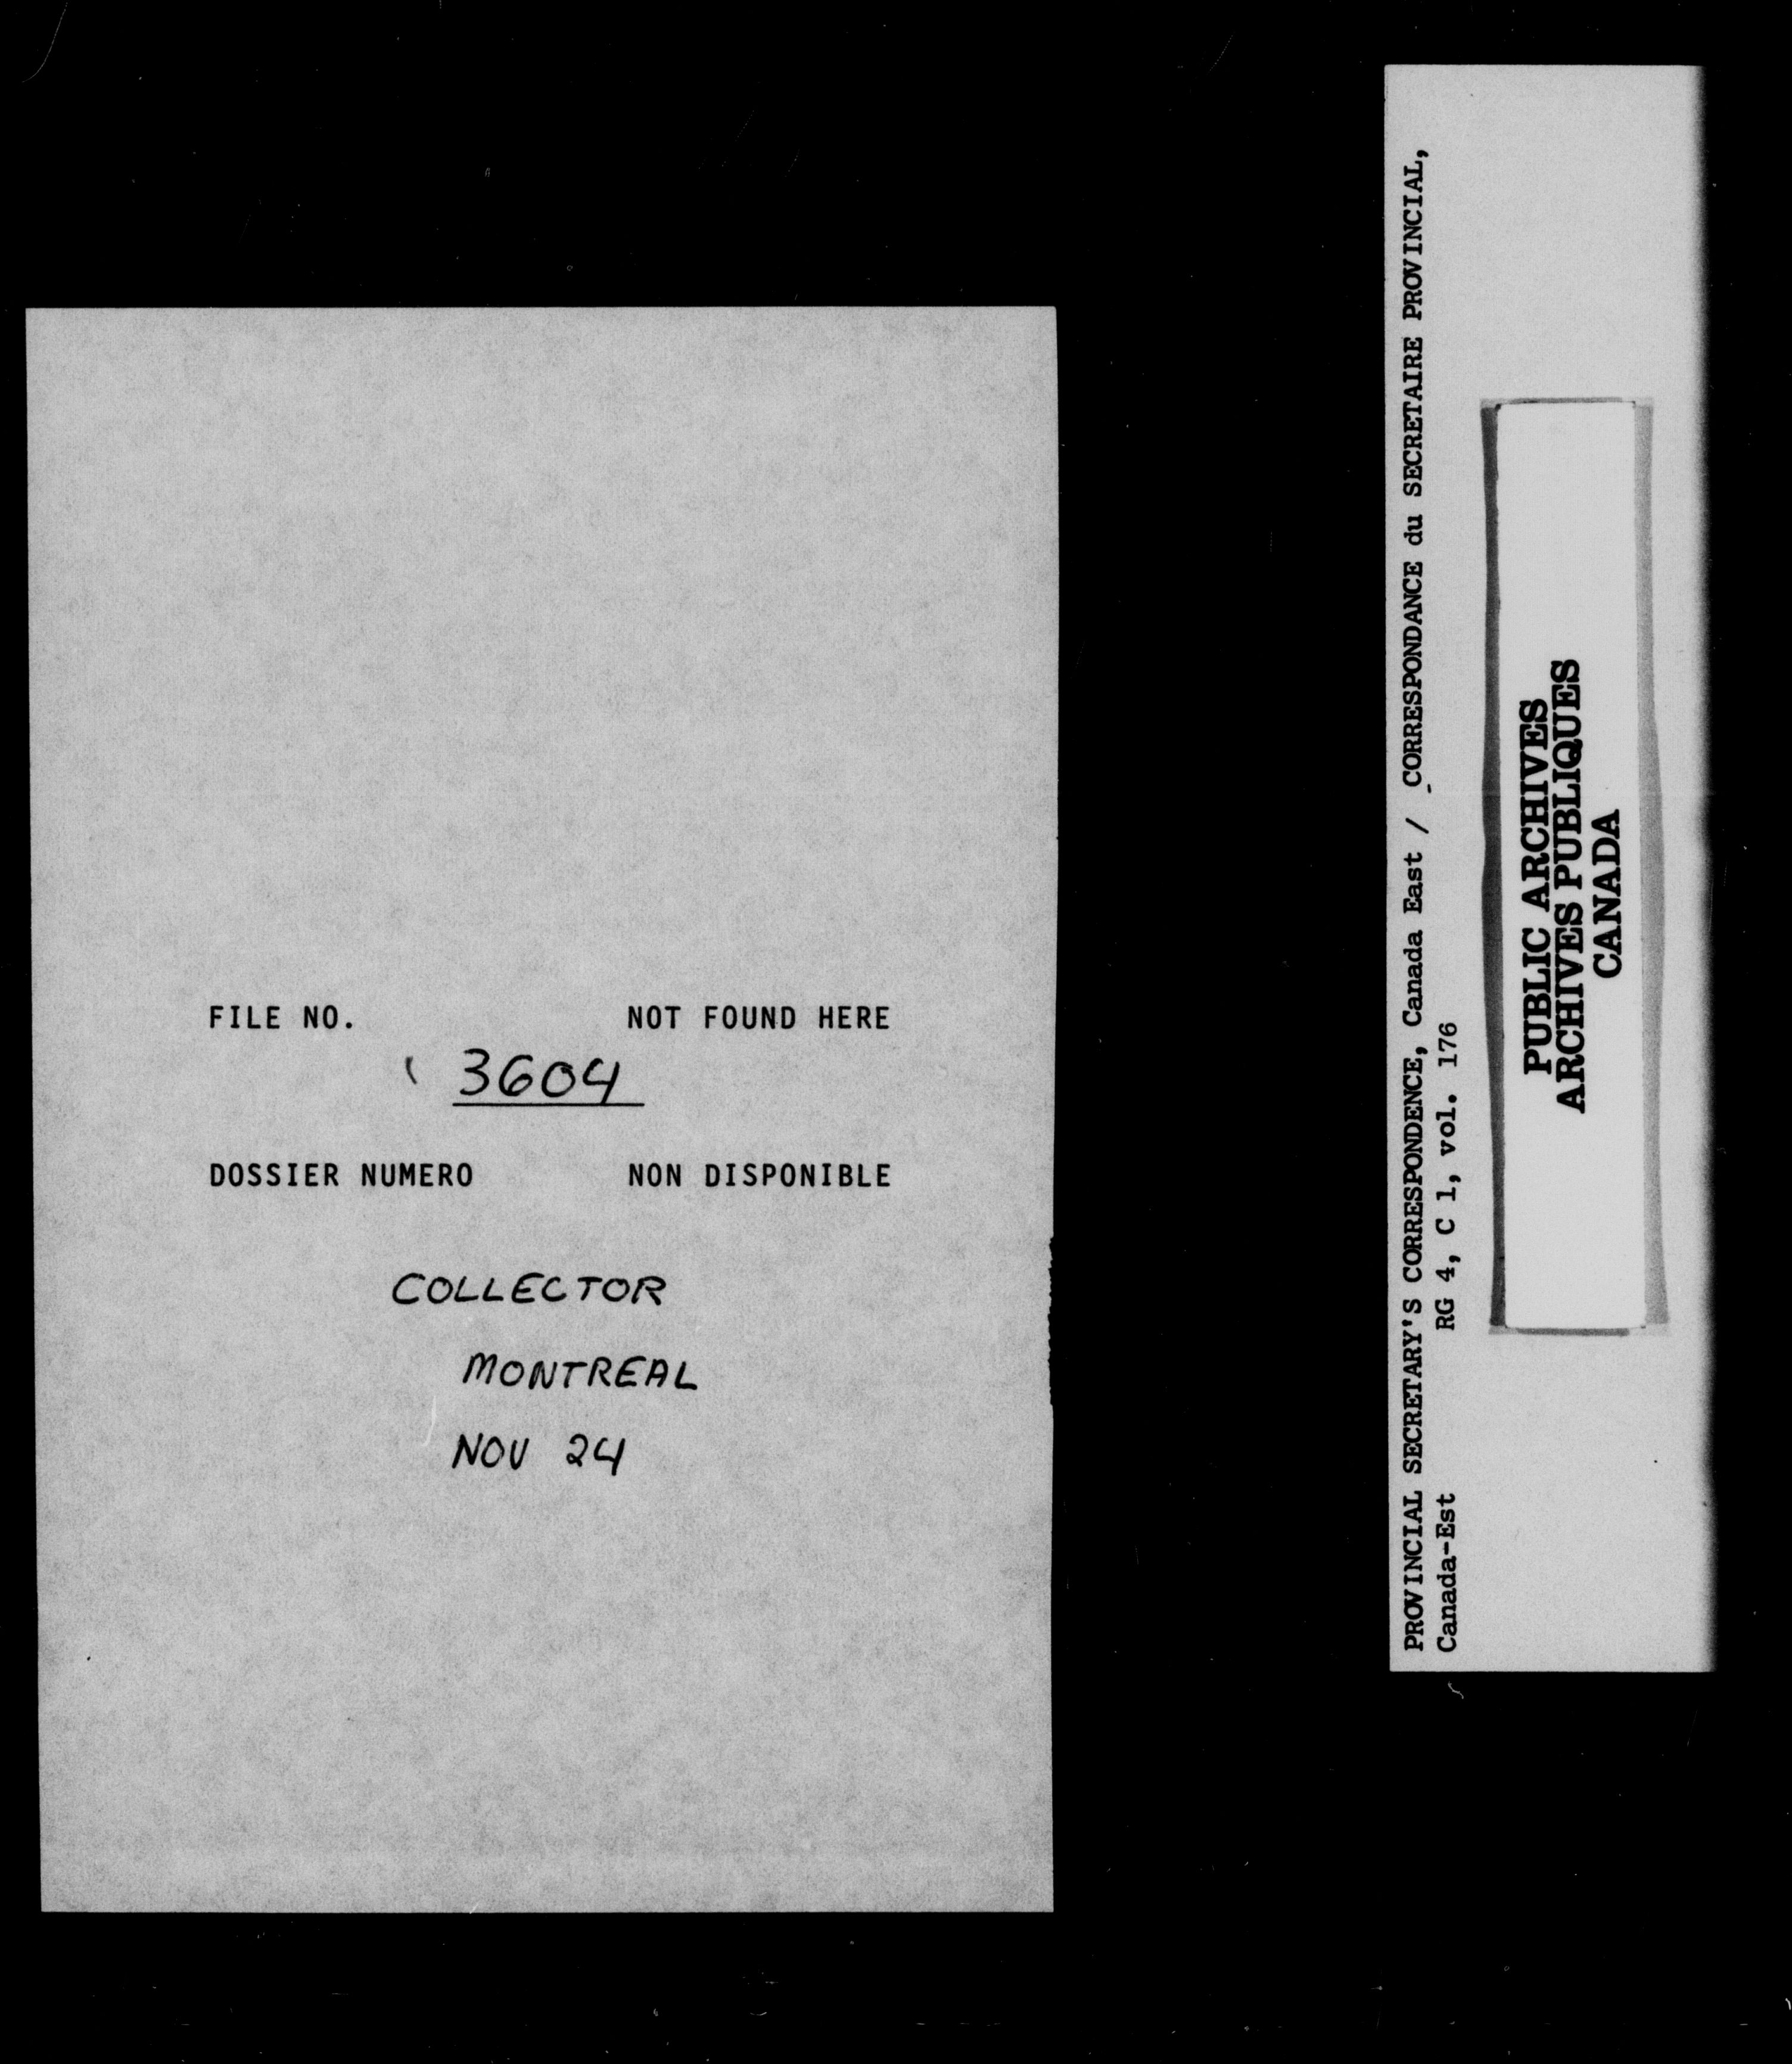 FILE NO. NOT FOUND HERE
3604
DOSSIER NUMERO NON DISPONIBLE
COLLECTOR
MONTREAL
NOV 24
PROVINCIAL SECRETARY'S CORRESPONDENCE, Canada East / CORRESPONDANCE du SECRETAIRE PROVINCIAL,
Canada-Est RG 4, C 1, vol. 176
PUBLIC ARCHIVES
ARCHIVES PUBLIQUES
CANADA